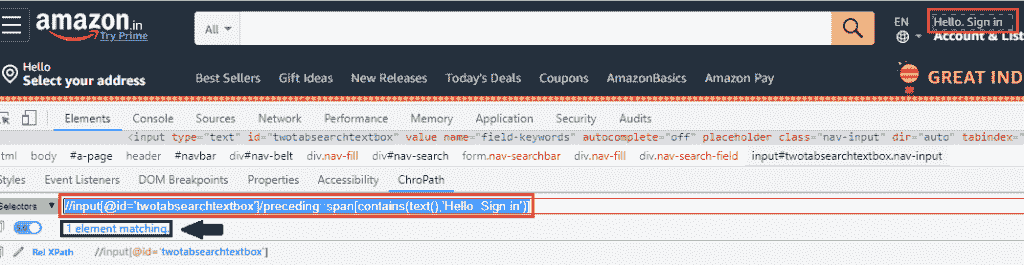 amazon.in
Try Prime
All
EN
Hello. Sign in
Account & List
Hello
Select your address
Best Sellers Gift Ideas New Releases Today's Deals Coupons AmazonBasics Amazon Pay
GREAT IND
Elements Console Sources Network Performance Memory Application Security Audits
<input type="text" id="twotabsearchtextbox" value name="field-keywords" autocomplete="off" placeholder class="nav-input" dir="auto" tabindex=
html body #a-page header #navbar div#nav-belt div.nav-fill div#nav-search form.nav-searchbar div.nav-fill div.nav-search-field input#twotabsearchtextbox.nav-input
Styles Event Listeners DOM Breakpoints Properties Accessibility ChroPath
Selectors //input[@id='twotabsearchtextbox']/preceding::span[contains(text(),'Hello. Sign in')]
1 element matching.
Rel XPath //input[@id='twotabsearchtextbox']